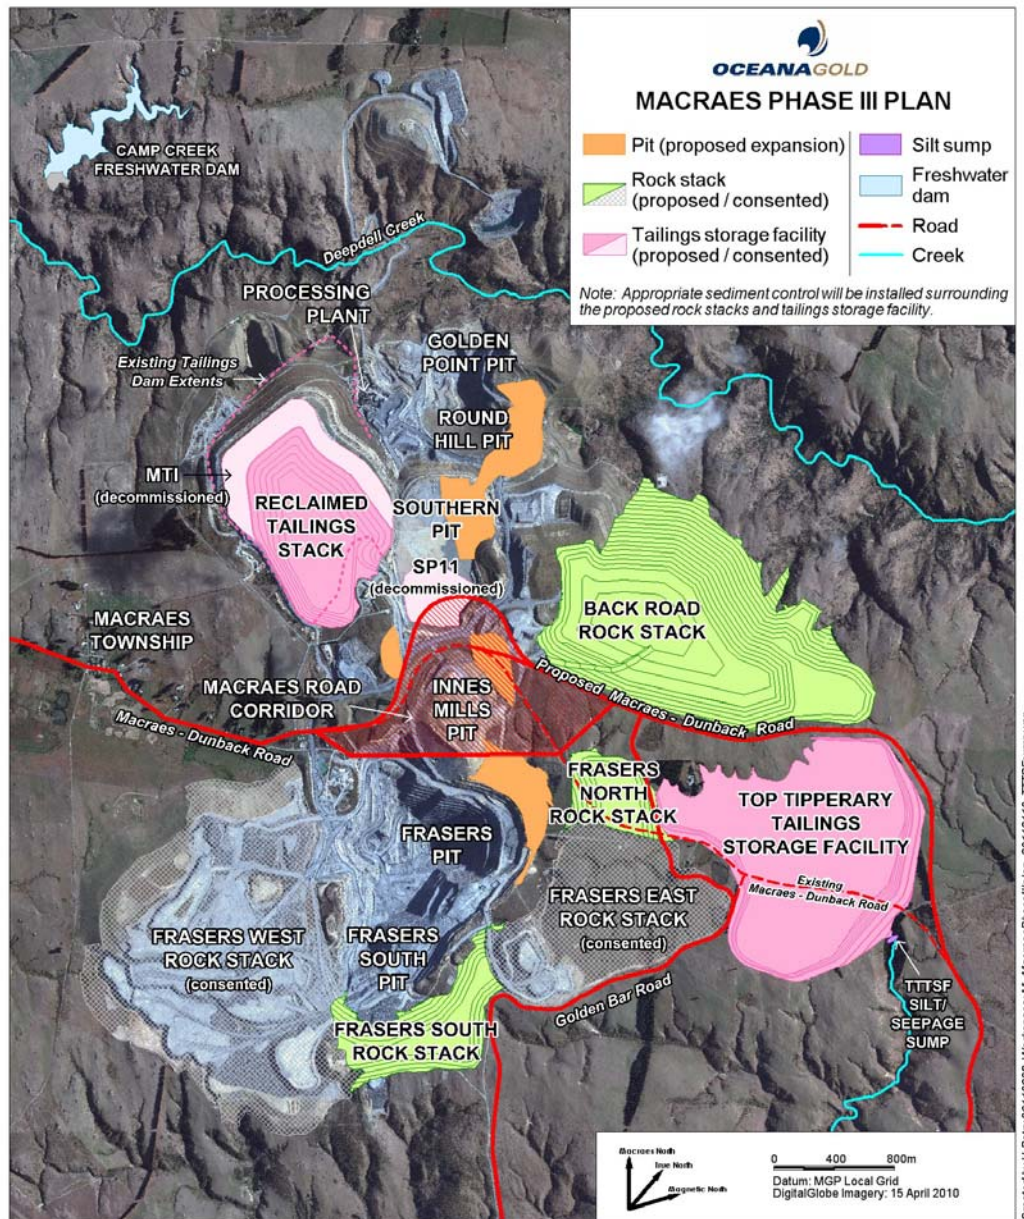 OCEANAGOLD
MACRAES PHASE III PLAN
Pit (proposed expansion)
Rock stack
(proposed / consented)
Tailings storage facility
(proposed / consented)
Silt sump
Freshwater
dam
Road
Creek
Note: Appropriate sediment control will be installed surrounding
the proposed rock stacks and tailings storage facility.
CAMP CREEK
FRESHWATER DAM
Deepdell Creek
PROCESSING
PLANT
Existing Tailings
Dam Extents
GOLDEN
POINT PIT
ROUND
HILL PIT
MTI
(decommissioned)
RECLAIMED
TAILINGS
STACK
SOUTHERN
PIT
SP11
(decommissioned)
BACK ROAD
ROCK STACK
MACRAES
TOWNSHIP
MACRAES ROAD
CORRIDOR
INNES
MILLS
PIT
Proposed Macraes - Dunback Road
Macraes - Dunback Road
FRASERS
NORTH
ROCK STACK
TOP TIPPERARY
TAILINGS
STORAGE FACILITY
FRASERS
PIT
Existing
Macraes - Dunback Road
FRASERS EAST
ROCK STACK
(consented)
FRASERS WEST
ROCK STACK
(consented)
FRASERS
SOUTH
PIT
TTTSF
SILT/
SEEPAGE
SUMP
Golden Bar Road
FRASERS SOUTH
ROCK STACK
Macraes North
True North
Magnetic North
0 400 800m
Datum: MGP Local Grid
DigitalGlobe Imagery: 15 April 2010